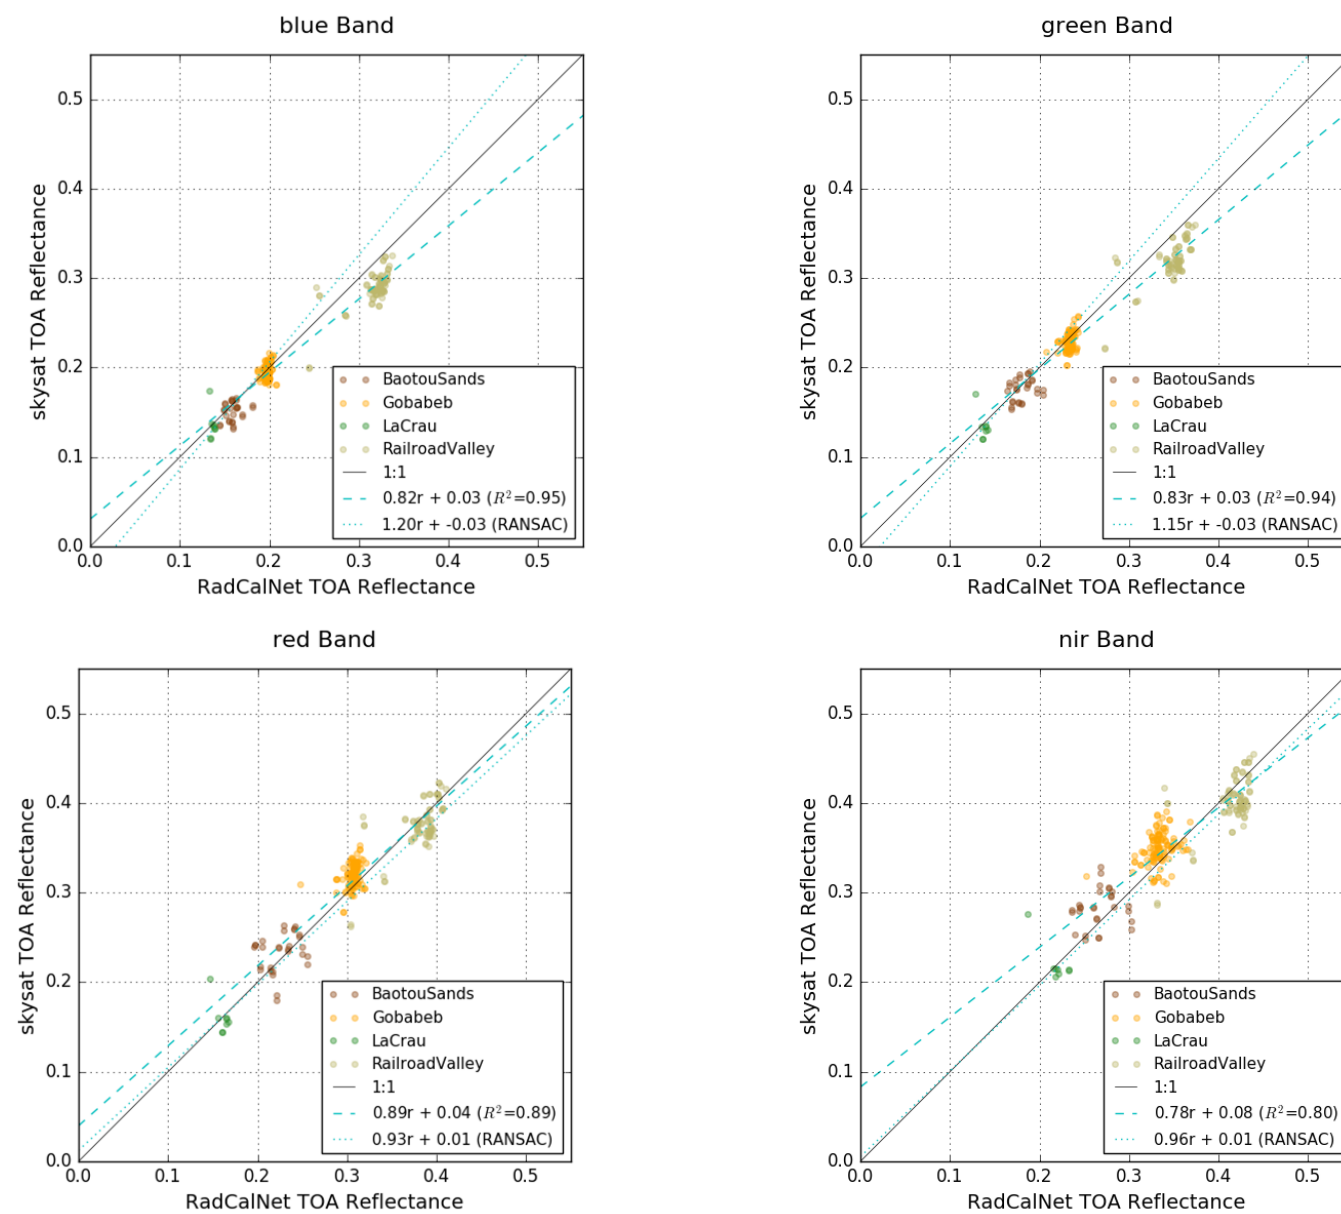 blue Band
0.5
0.4
0.3
0.2
0.1
0.0
skysat TOA Reflectance
BaotouSands
Gobabeb
LaCrau
RailroadValley
1:1
0.82r + 0.03 (R²=0.95)
1.20r + -0.03 (RANSAC)
0.0 0.1 0.2 0.3 0.4 0.5
RadCalNet TOA Reflectance
green Band
0.5
0.4
0.3
0.2
0.1
0.0
skysat TOA Reflectance
BaotouSands
Gobabeb
LaCrau
RailroadValley
1:1
0.83r + 0.03 (R²=0.94)
1.15r + -0.03 (RANSAC)
0.0 0.1 0.2 0.3 0.4 0.5
RadCalNet TOA Reflectance
red Band
0.5
0.4
0.3
0.2
0.1
0.0
skysat TOA Reflectance
BaotouSands
Gobabeb
LaCrau
RailroadValley
1:1
0.89r + 0.04 (R²=0.89)
0.93r + 0.01 (RANSAC)
0.0 0.1 0.2 0.3 0.4 0.5
RadCalNet TOA Reflectance
nir Band
0.5
0.4
0.3
0.2
0.1
0.0
skysat TOA Reflectance
BaotouSands
Gobabeb
LaCrau
RailroadValley
1:1
0.78r + 0.08 (R²=0.80)
0.96r + 0.01 (RANSAC)
0.0 0.1 0.2 0.3 0.4 0.5
RadCalNet TOA Reflectance